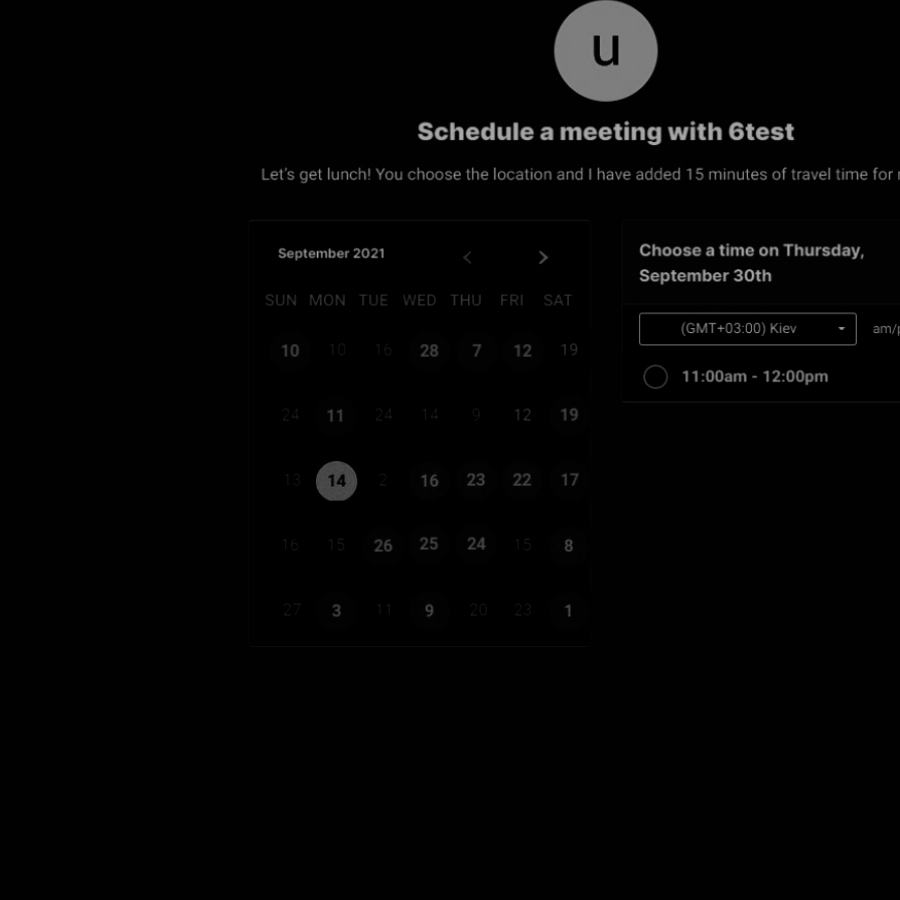 u
Schedule a meeting with 6test
Let's get lunch! You choose the location and I have added 15 minutes of travel time for
September 2021
SUN MON TUE WED THU FRI SAT
10 10 16 28 7 12 19
24 11 24 14 9 12 19
13 14 2 16 23 22 17
16 15 26 25 24 15 8
27 3 11 9 20 23 1
Choose a time on Thursday,
September 30th
(GMT+03:00) Kiev am/
11:00am - 12:00pm